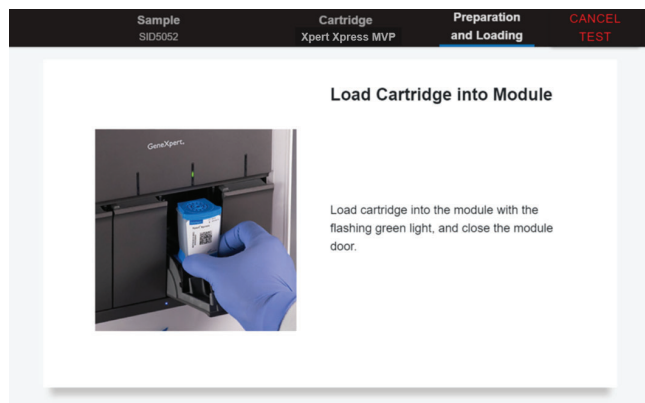 Sample
SID5052
Cartridge
Xpert Xpress MVP
Preparation
and Loading
CANCEL
TEST
Load Cartridge into Module
GeneXpert.
Load cartridge into the module with the
flashing green light, and close the module
door.